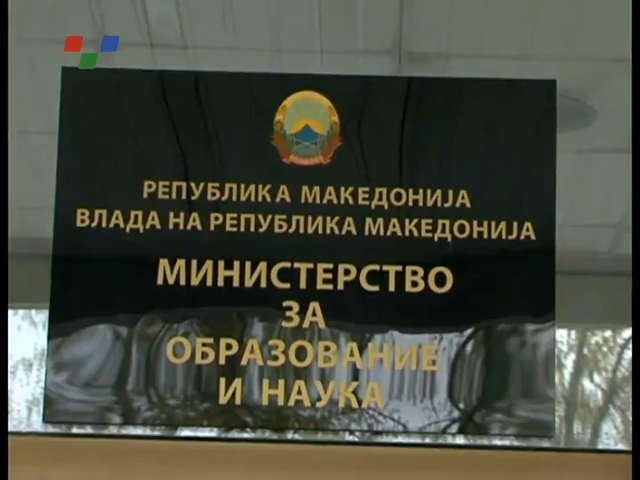 РЕПУБЛИКА МАКЕДОНИЈА
ВЛАДА НА РЕПУБЛИКА МАКЕДОНИЈА
МИНИСТЕРСТВО
ЗА
ОБРАЗОВАНИЕ
И НАУКА